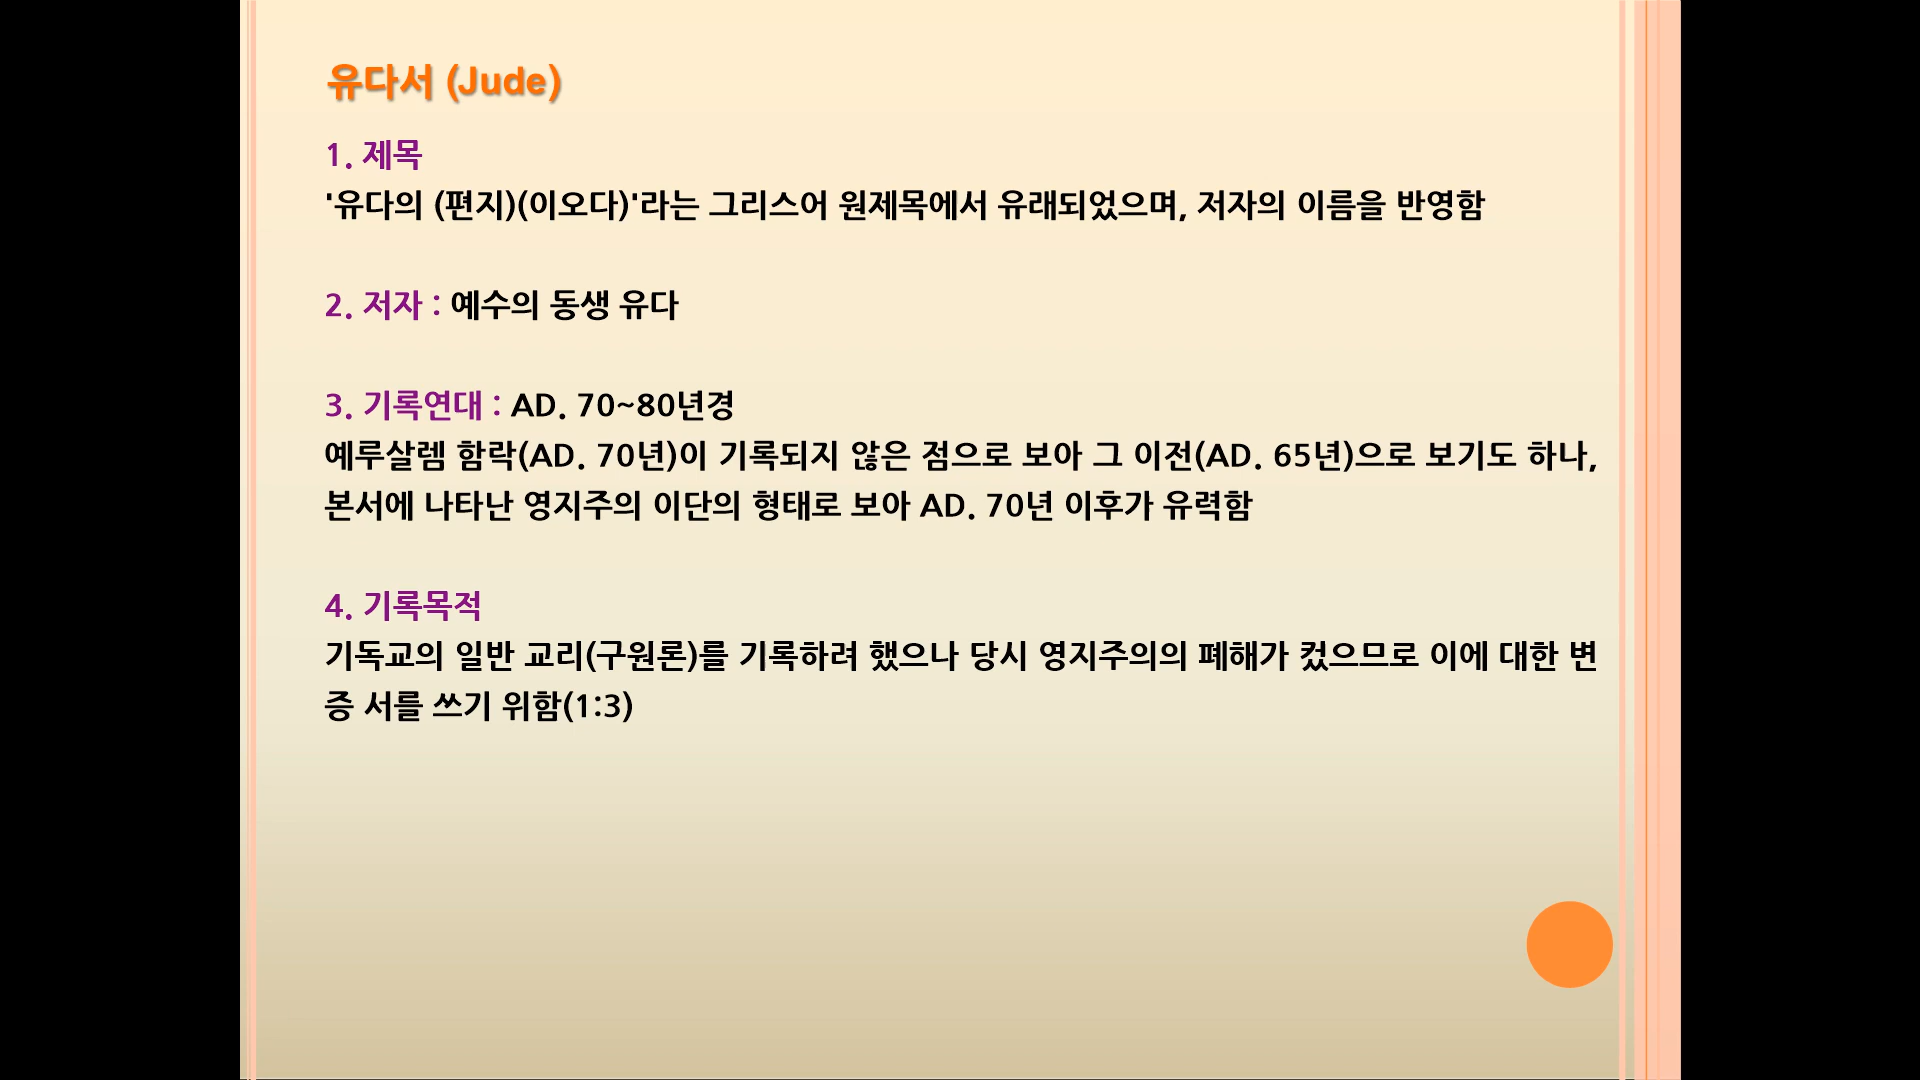 유다서 (Jude)
1. 제목
'유다의 (편지)(이오다)'라는 그리스어 원제목에서 유래되었으며, 저자의 이름을 반영함
2. 저자 : 예수의 동생 유다
3. 기록연대 : AD. 70~80년경
예루살렘 함락(AD. 70년)이 기록되지 않은 점으로 보아 그 이전(AD. 65년)으로 보기도 하나,
본서에 나타난 영지주의 이단의 형태로 보아 AD. 70년 이후가 유력함
4. 기록목적
기독교의 일반 교리(구원론)를 기록하려 했으나 당시 영지주의의 폐해가 컸으므로 이에 대한 변
증 서를 쓰기 위함(1:3)